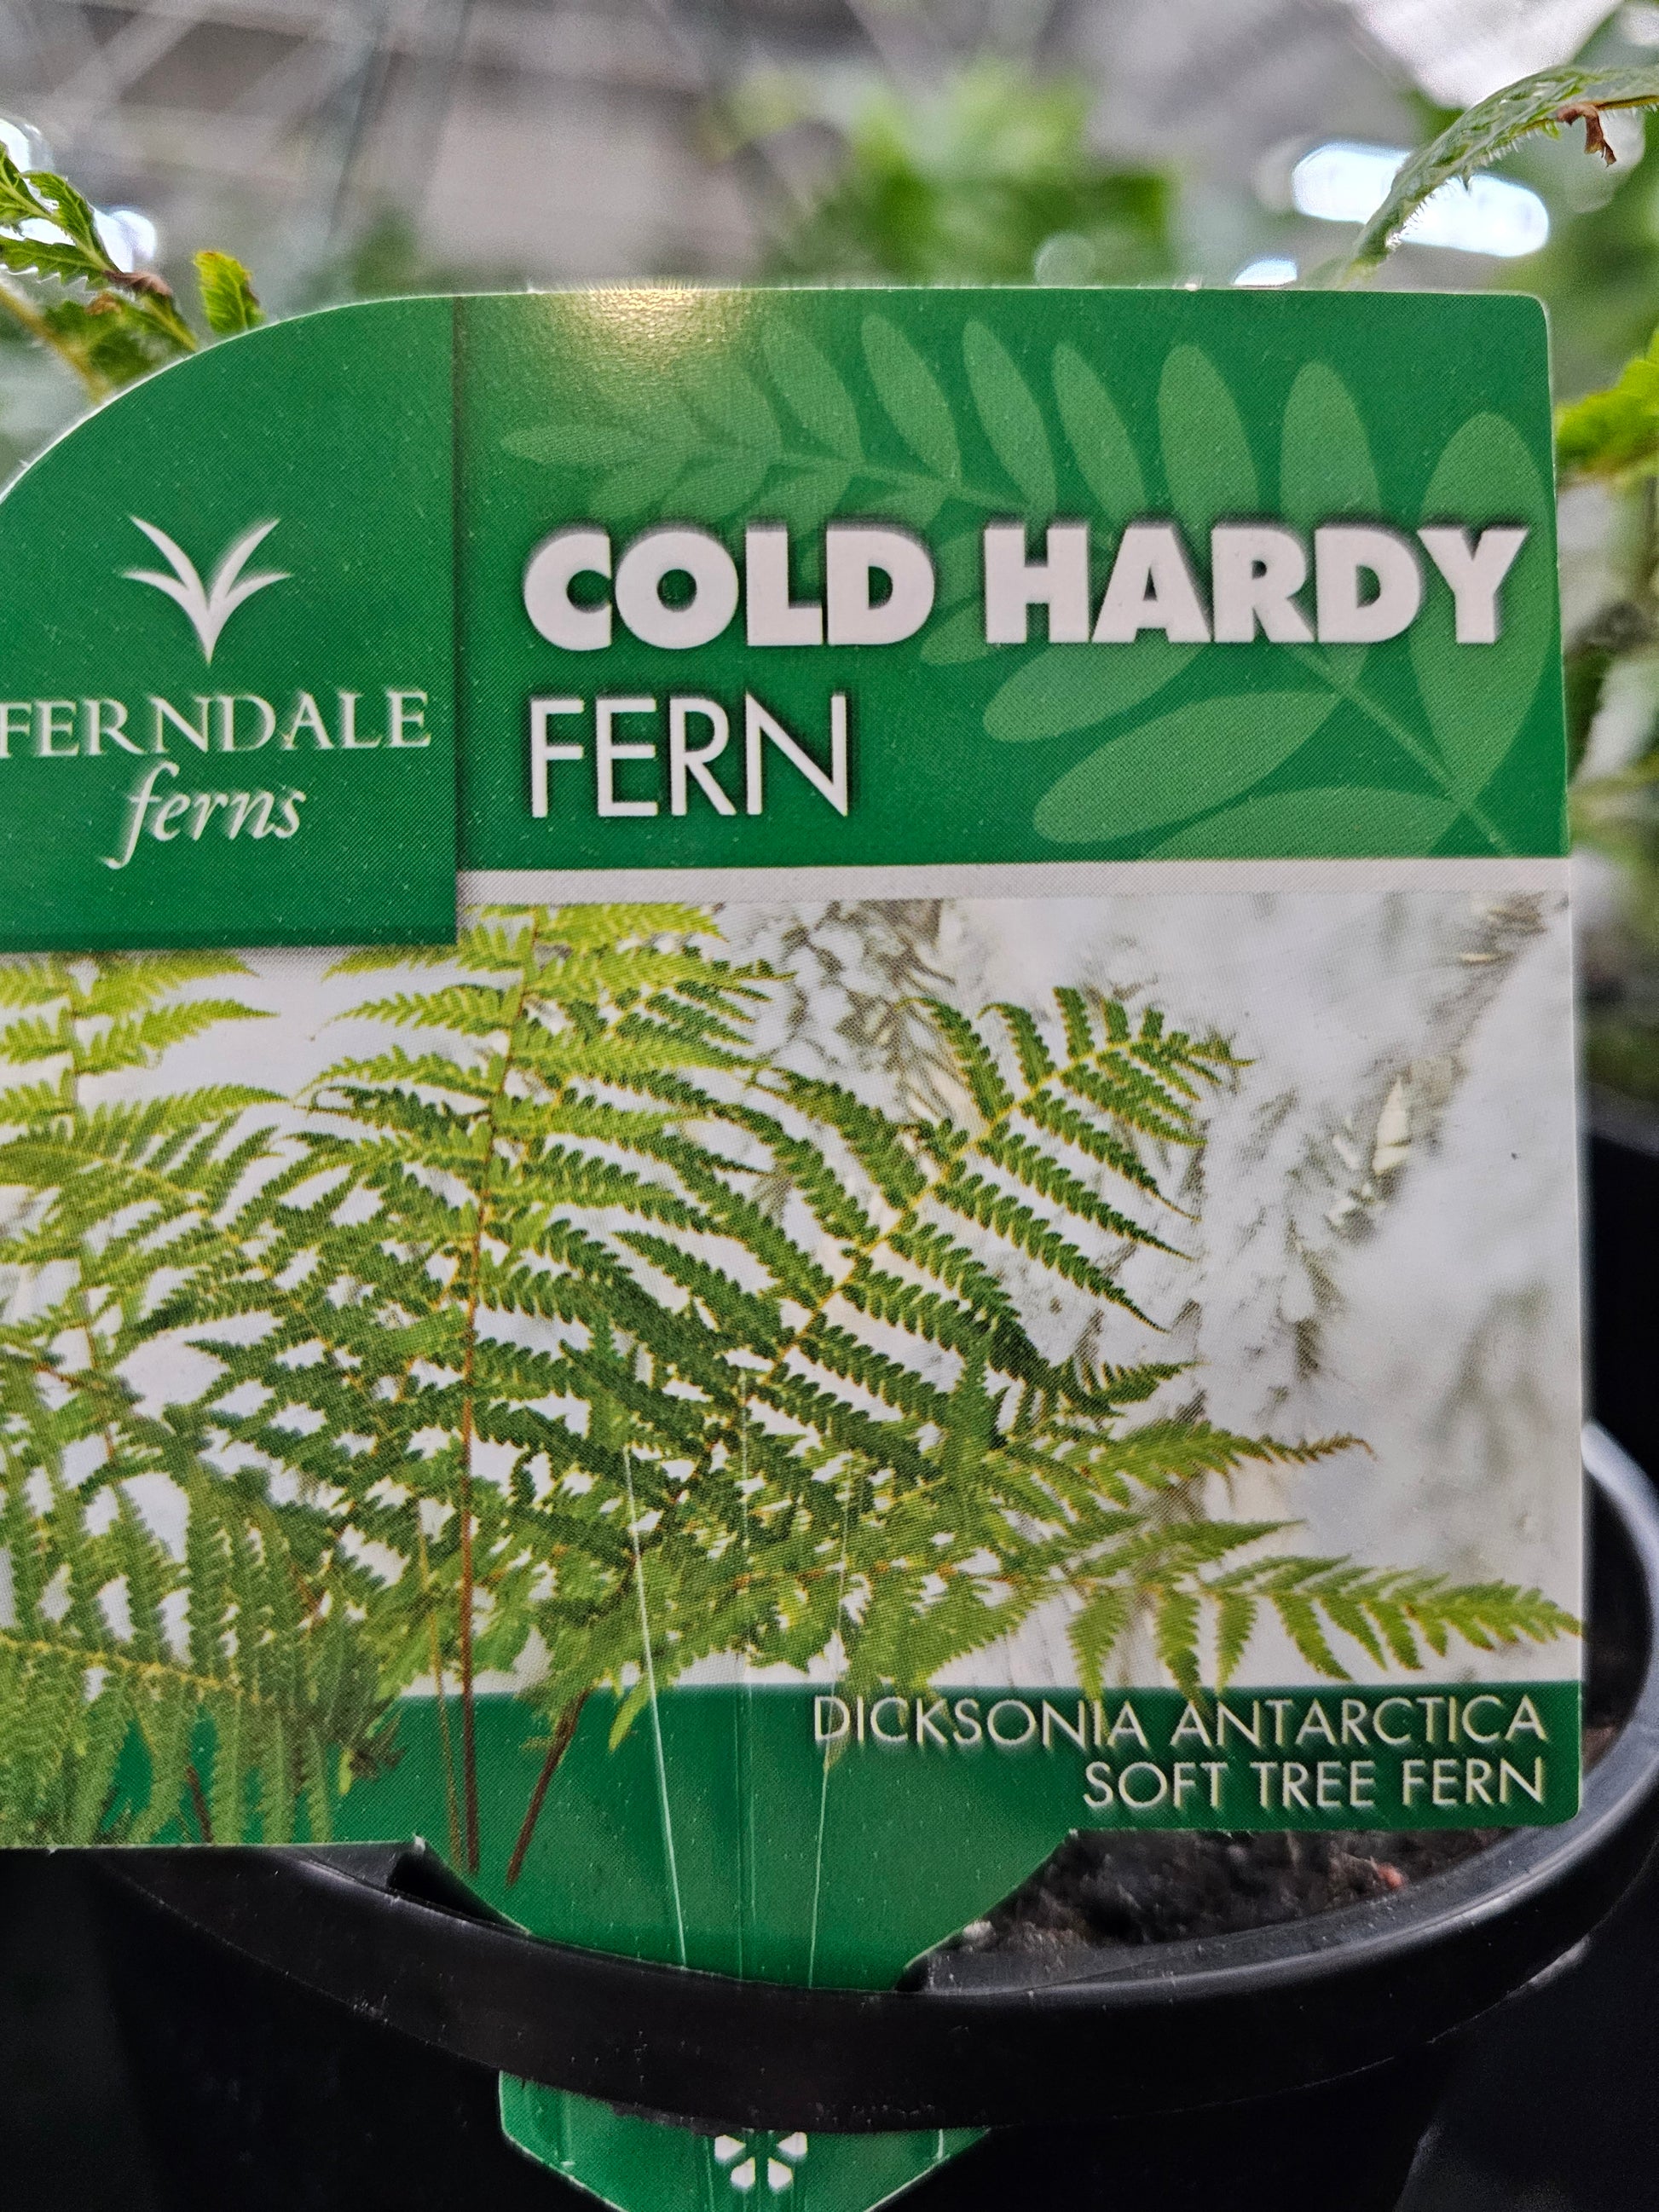 FERNDALE
ferns
COLD HARDY
FERN
DICKSONIA ANTARCTICA
SOFT TREE FERN